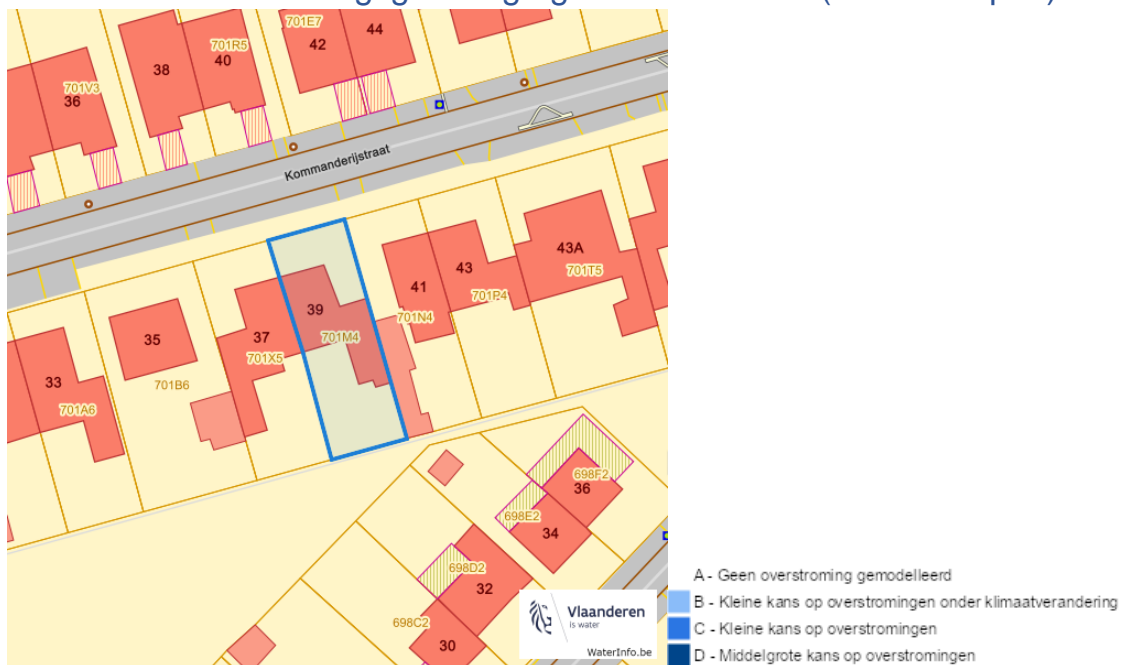 44
701E7
42
701R5
40
38
701V3
36
Kommanderijstraat
43A
701T5
43
701P4
41
701N4
39
701M4
37
701X5
35
701B6
33
701A6
698F2
36
698E2
34
698D2
32
698C2
30
Vlaanderen
is water
WaterInfo.be
A - Geen overstroming gemodelleerd
B - Kleine kans op overstromingen onder klimaatverandering
C - Kleine kans op overstromingen
D - Middelgrote kans op overstromingen